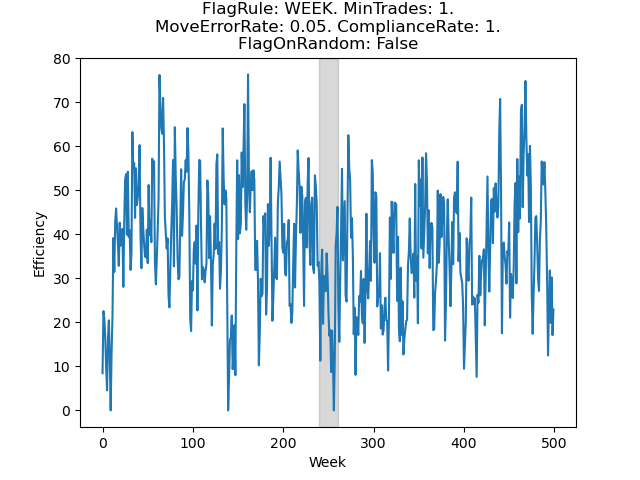 FlagRule: WEEK. MinTrades: 1.
MoveErrorRate: 0.05. ComplianceRate: 1.
FlagOnRandom: False
80
70
60
50
40
30
20
10
0
Efficiency
0 100 200 300 400 500
Week